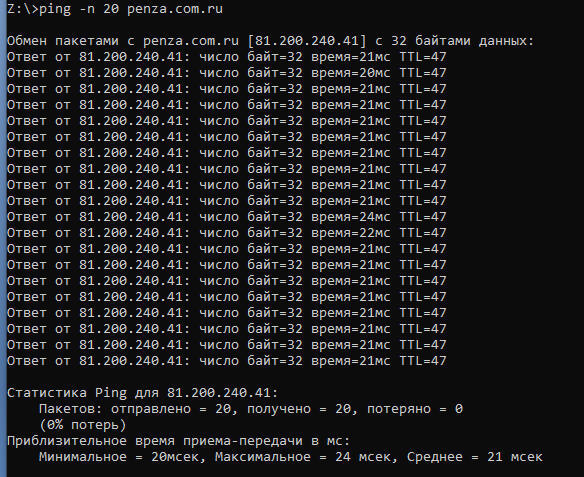 Z:\>ping -n 20 penza.com.ru
Обмен пакетами с penza.com.ru [81.200.240.41] с 32 байтами данных:
Ответ от 81.200.240.41: число байт=32 время=21мс TTL=47
Ответ от 81.200.240.41: число байт=32 время=20мс TTL=47
Ответ от 81.200.240.41: число байт=32 время=21мс TTL=47
Ответ от 81.200.240.41: число байт=32 время=21мс TTL=47
Ответ от 81.200.240.41: число байт=32 время=21мс TTL=47
Ответ от 81.200.240.41: число байт=32 время=21мс TTL=47
Ответ от 81.200.240.41: число байт=32 время=21мс TTL=47
Ответ от 81.200.240.41: число байт=32 время=21мс TTL=47
Ответ от 81.200.240.41: число байт=32 время=21мс TTL=47
Ответ от 81.200.240.41: число байт=32 время=21мс TTL=47
Ответ от 81.200.240.41: число байт=32 время=24мс TTL=47
Ответ от 81.200.240.41: число байт=32 время=22мс TTL=47
Ответ от 81.200.240.41: число байт=32 время=21мс TTL=47
Ответ от 81.200.240.41: число байт=32 время=21мс TTL=47
Ответ от 81.200.240.41: число байт=32 время=21мс TTL=47
Ответ от 81.200.240.41: число байт=32 время=21мс TTL=47
Ответ от 81.200.240.41: число байт=32 время=21мс TTL=47
Ответ от 81.200.240.41: число байт=32 время=21мс TTL=47
Ответ от 81.200.240.41: число байт=32 время=21мс TTL=47
Ответ от 81.200.240.41: число байт=32 время=21мс TTL=47
Статистика Ping для 81.200.240.41:
Пакетов: отправлено = 20, получено = 20, потеряно = 0
(0% потерь)
Приблизительное время приема-передачи в мс:
Минимальное = 20мсек, Максимальное = 24 мсек, Среднее = 21 мсек